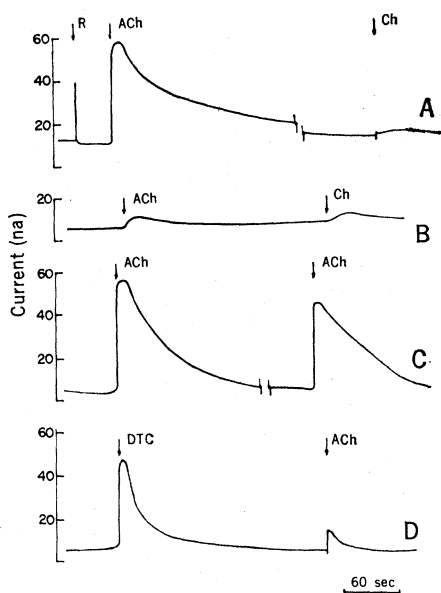 R ACh Ch
60
40
20
A
ACh Ch
20
B
Current (na)
ACh ACh
60
40
20
C
DTC ACh
60
40
20
D
60 sec